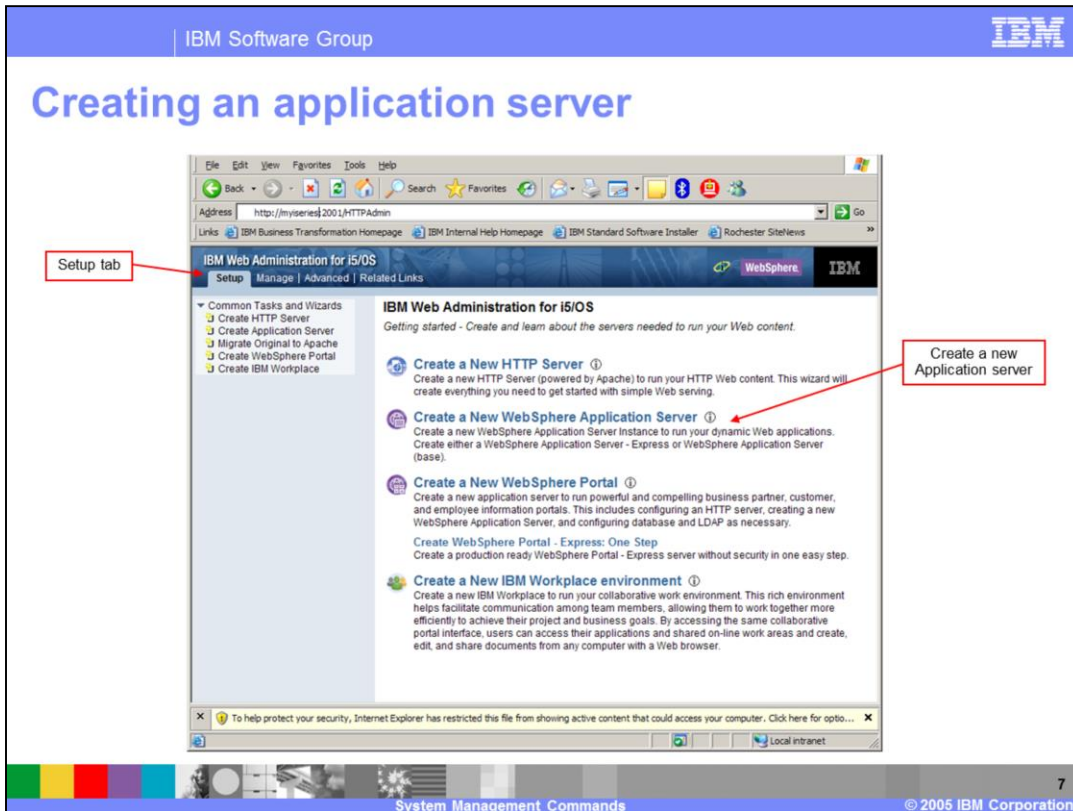 IBM Software Group
IBM
Creating an application server
File Edit View Favorites Tools Help
Back Search Favorites
Address http://myiseries:2001/HTTPAdmin Go
Links IBM Business Transformation Homepage IBM Internal Help Homepage IBM Standard Software Installer Rochester SiteNews »
Setup tab
IBM Web Administration for i5/OS
WebSphere. IBM
Setup Manage | Advanced | Related Links
Common Tasks and Wizards
Create HTTP Server
Create Application Server
Migrate Original to Apache
Create WebSphere Portal
Create IBM Workplace
IBM Web Administration for i5/OS
Getting started - Create and learn about the servers needed to run your Web content.
Create a New HTTP Server
Create a new HTTP Server (powered by Apache) to run your HTTP Web content. This wizard will
create everything you need to get started with simple Web serving.
Create a new
Application server
Create a New WebSphere Application Server
Create a new WebSphere Application Server Instance to run your dynamic Web applications.
Create either a WebSphere Application Server - Express or WebSphere Application Server
(base).
Create a New WebSphere Portal
Create a new application server to run powerful and compelling business partner, customer,
and employee information portals. This includes configuring an HTTP server, creating a new
WebSphere Application Server, and configuring database and LDAP as necessary.
Create WebSphere Portal - Express: One Step
Create a production ready WebSphere Portal - Express server without security in one easy step.
Create a New IBM Workplace environment
Create a new IBM Workplace to run your collaborative work environment. This rich environment
helps facilitate communication among team members, allowing them to work together more
efficiently to achieve their project and business goals. By accessing the same collaborative
portal interface, users can access their applications and shared on-line work areas and create,
edit, and share documents from any computer with a Web browser.
To help protect your security, Internet Explorer has restricted this file from showing active content that could access your computer. Click here for optio...
Local intranet
7
System Management Commands
© 2005 IBM Corporation